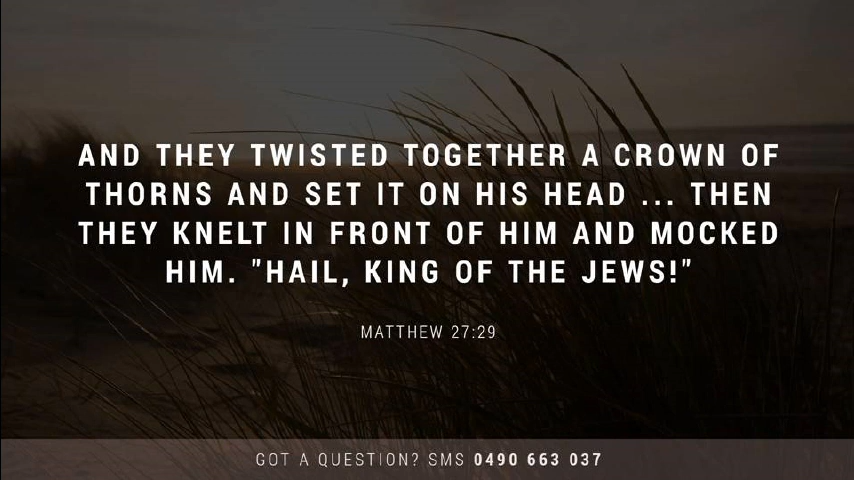 AND THEY TWISTED TOGETHER A CROWN OF
THORNS AND SET IT ON HIS HEAD ... THEN
THEY KNELT IN FRONT OF HIM AND MOCKED
HIM. "HAIL, KING OF THE JEWS!"
MATTHEW 27:29
GOT A QUESTION? SMS 0490 663 037